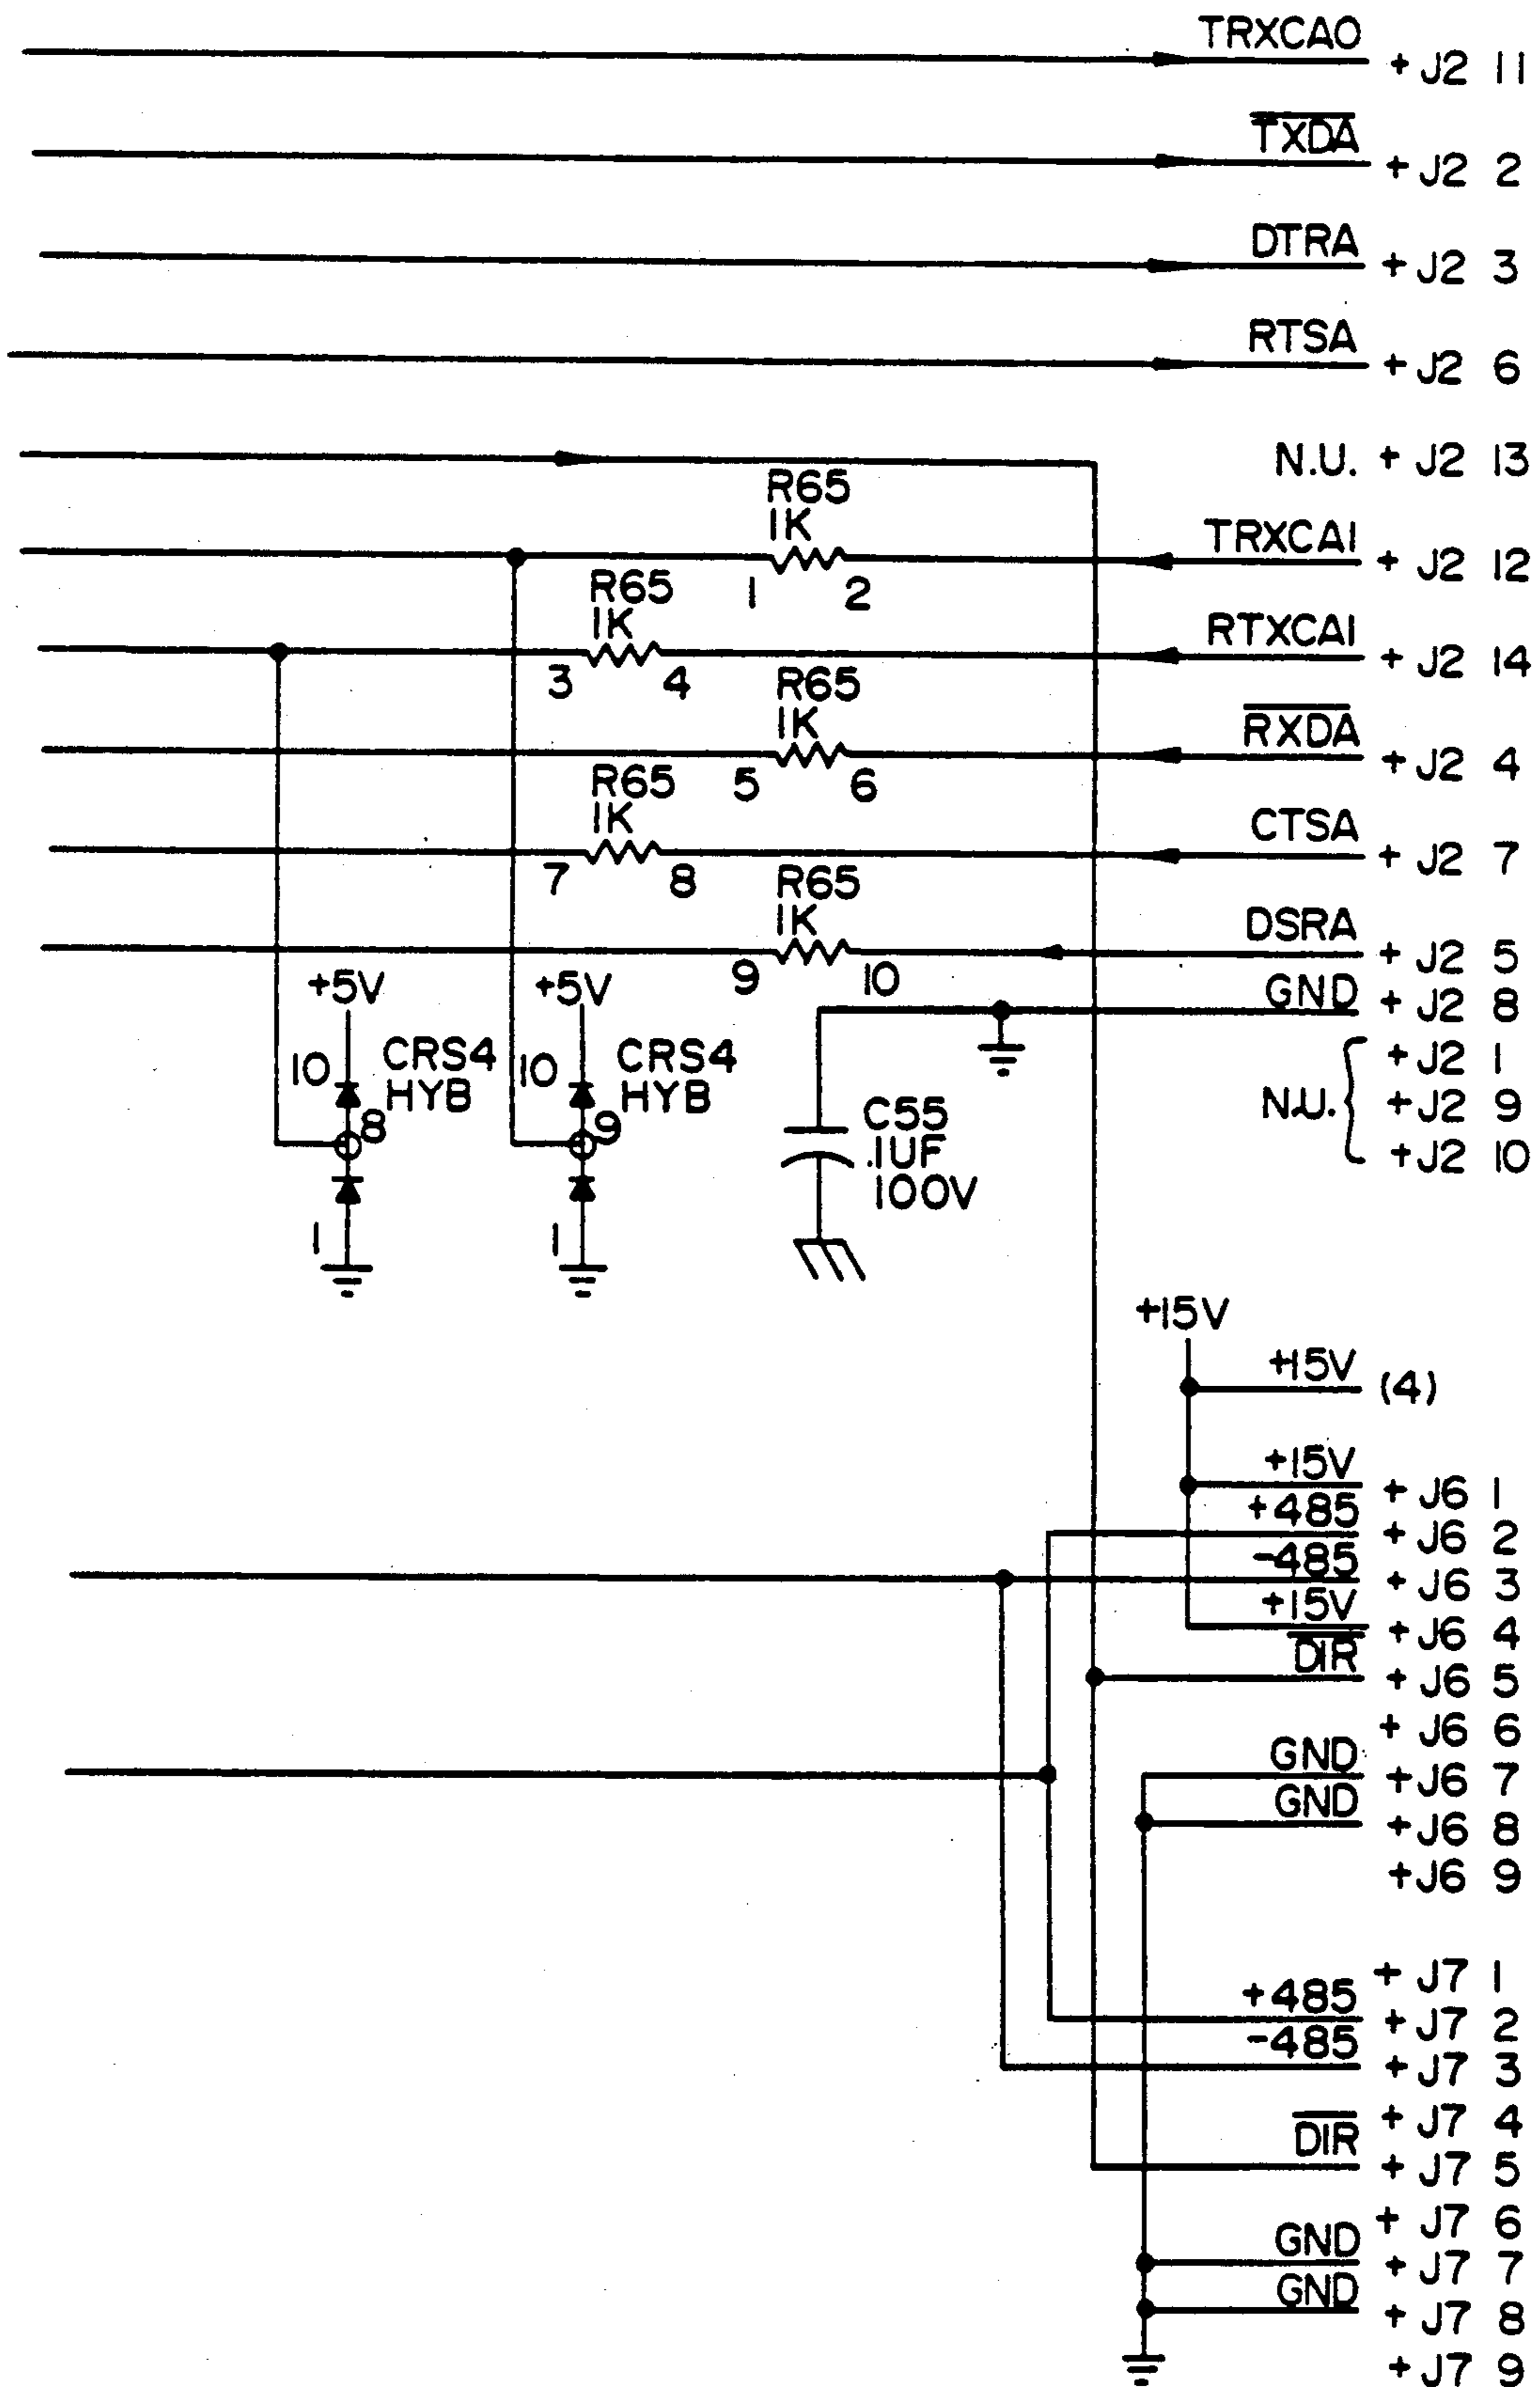 TRXCAO
+ J2 11
TXDA
+ J2 2
DTRA
+ J2 3
RTSA
+ J2 6
N.U. + J2 13
R65
1K
1 2
TRXCAI
+ J2 12
R65
1K
3 4
RTXCAI
+ J2 14
R65
1K
5 6
RXDA
+ J2 4
R65
1K
7 8
CTSA
+ J2 7
R65
1K
9 10
DSRA
+ J2 5
GND + J2 8
+5V
10 CRS4
HYB
8
1
+5V
10 CRS4
HYB
9
1
C55
.1UF
100V
N.U.
+J2 1
+J2 9
+J2 10
+15V
+15V (4)
+15V
+ J6 1
+485
+ J6 2
-485
+ J6 3
+15V
+ J6 4
DIR
+ J6 5
+ J6 6
GND
+J6 7
GND
+J6 8
+J6 9
+ J7 1
+485
+ J7 2
-485
+ J7 3
+ J7 4
DIR
+ J7 5
+ J7 6
GND
+ J7 7
GND
+ J7 8
+ J7 9